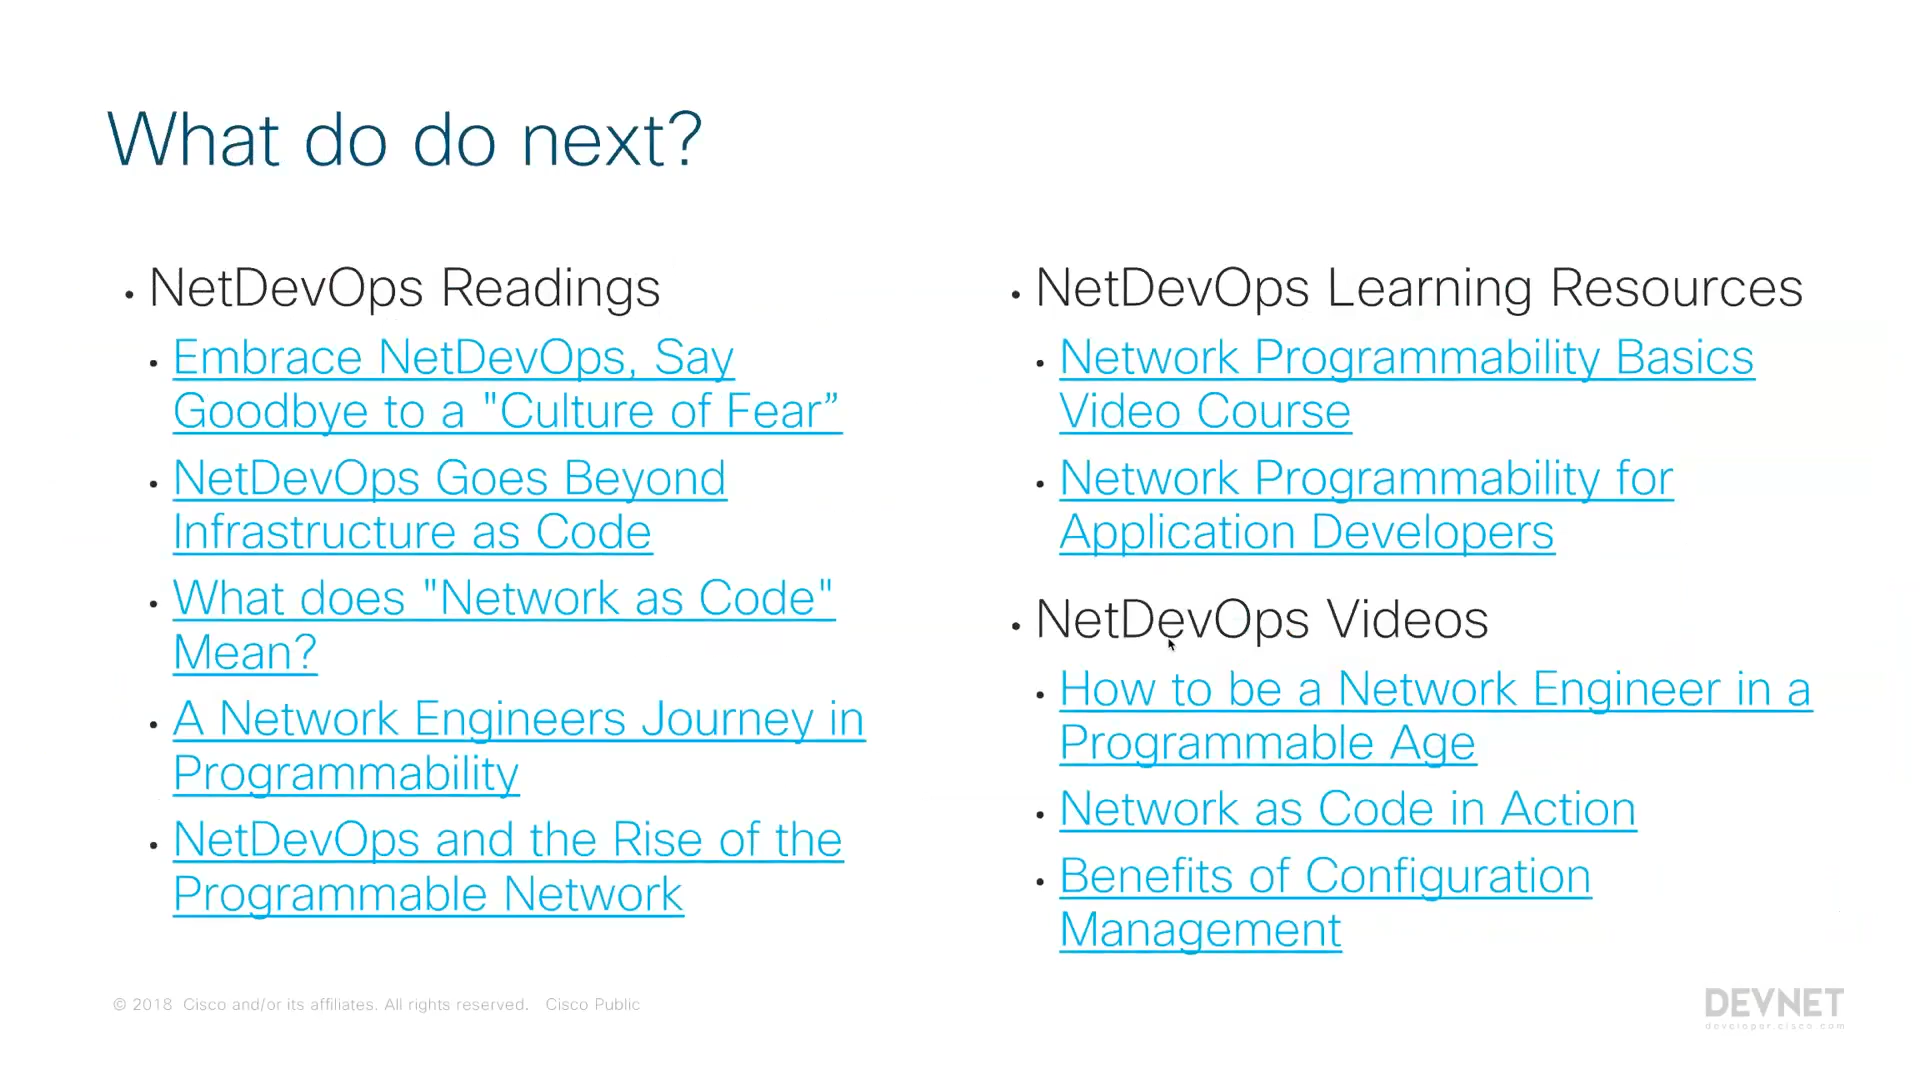 What do do next?
• NetDevOps Readings
• Embrace NetDevOps, Say
Goodbye to a "Culture of Fear”
• NetDevOps Goes Beyond
Infrastructure as Code
• What does "Network as Code"
Mean?
• A Network Engineers Journey in
Programmability
• NetDevOps and the Rise of the
Programmable Network
• NetDevOps Learning Resources
• Network Programmability Basics
Video Course
• Network Programmability for
Application Developers
• NetDevOps Videos
• How to be a Network Engineer in a
Programmable Age
• Network as Code in Action
• Benefits of Configuration
Management
© 2018 Cisco and/or its affiliates. All rights reserved. Cisco Public
DEVNET
developer.cisco.com